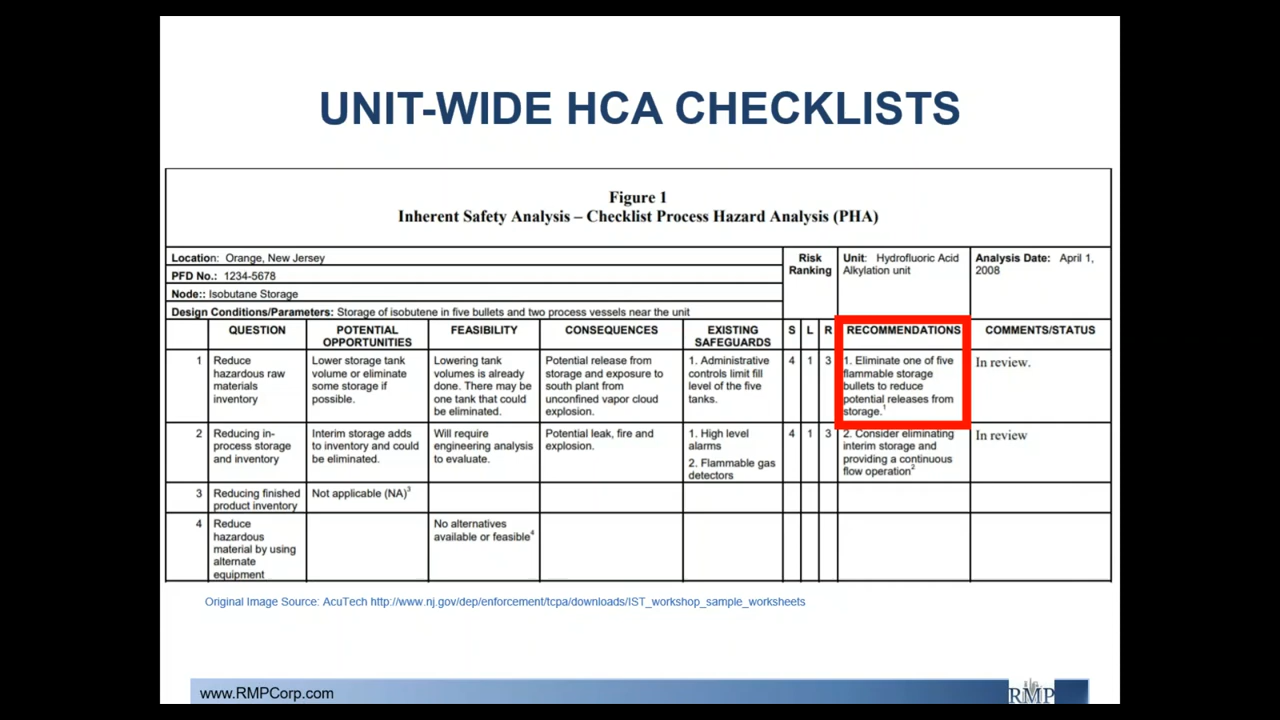 UNIT-WIDE HCA CHECKLISTS
Figure 1
Inherent Safety Analysis – Checklist Process Hazard Analysis (PHA)
Location: Orange, New Jersey
PFD No.: 1234-5678
Node:: Isobutane Storage
Design Conditions/Parameters: Storage of isobutene in five bullets and two process vessels near the unit
Risk
Ranking
Unit: Hydrofluoric Acid
Alkylation unit
Analysis Date: April 1,
2008
QUESTION
POTENTIAL
OPPORTUNITIES
FEASIBILITY
CONSEQUENCES
EXISTING
SAFEGUARDS
S
L
R
RECOMMENDATIONS
COMMENTS/STATUS
1
Reduce
hazardous raw
materials
inventory
Lower storage tank
volume or eliminate
some storage if
possible.
Lowering tank
volumes is already
done. There may be
one tank that could
be eliminated.
Potential release from
storage and exposure to
south plant from
unconfined vapor cloud
explosion.
1. Administrative
controls limit fill
level of the five
tanks.
4
1
3
1. Eliminate one of five
flammable storage
bullets to reduce
potential releases from
storage.1
In review.
2
Reducing in-
process storage
and inventory
Interim storage adds
to inventory and could
be eliminated.
Will require
engineering analysis
to evaluate.
Potential leak, fire and
explosion.
1. High level
alarms
2. Flammable gas
detectors
4
1
3
2. Consider eliminating
interim storage and
providing a continuous
flow operation2
In review
3
Reducing finished
product inventory
Not applicable (NA)3
4
Reduce
hazardous
material by using
alternate
equipment
No alternatives
available or feasible4
Original Image Source: AcuTech http://www.nj.gov/dep/enforcement/tcpa/downloads/IST_workshop_sample_worksheets
www.RMPCorp.com
RMP